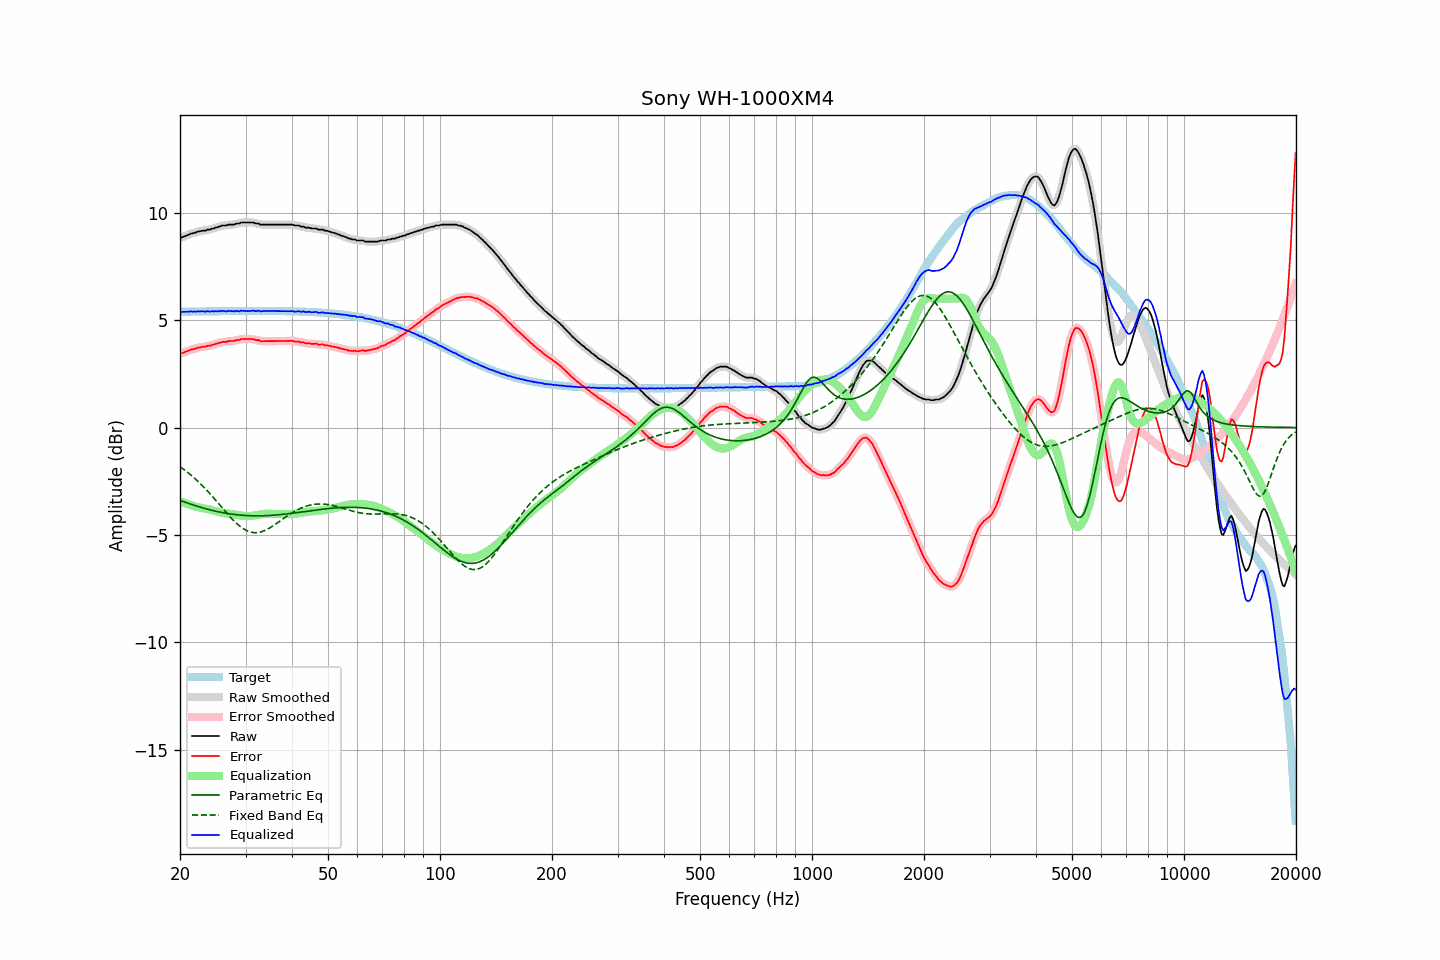 Sony WH-1000XM4
Amplitude (dBr)
10
5
0
−5
−10
−15
Target
Raw Smoothed
Error Smoothed
Raw
Error
Equalization
Parametric Eq
Fixed Band Eq
Equalized
20 50 100 200 500 1000 2000 5000 10000 20000
Frequency (Hz)